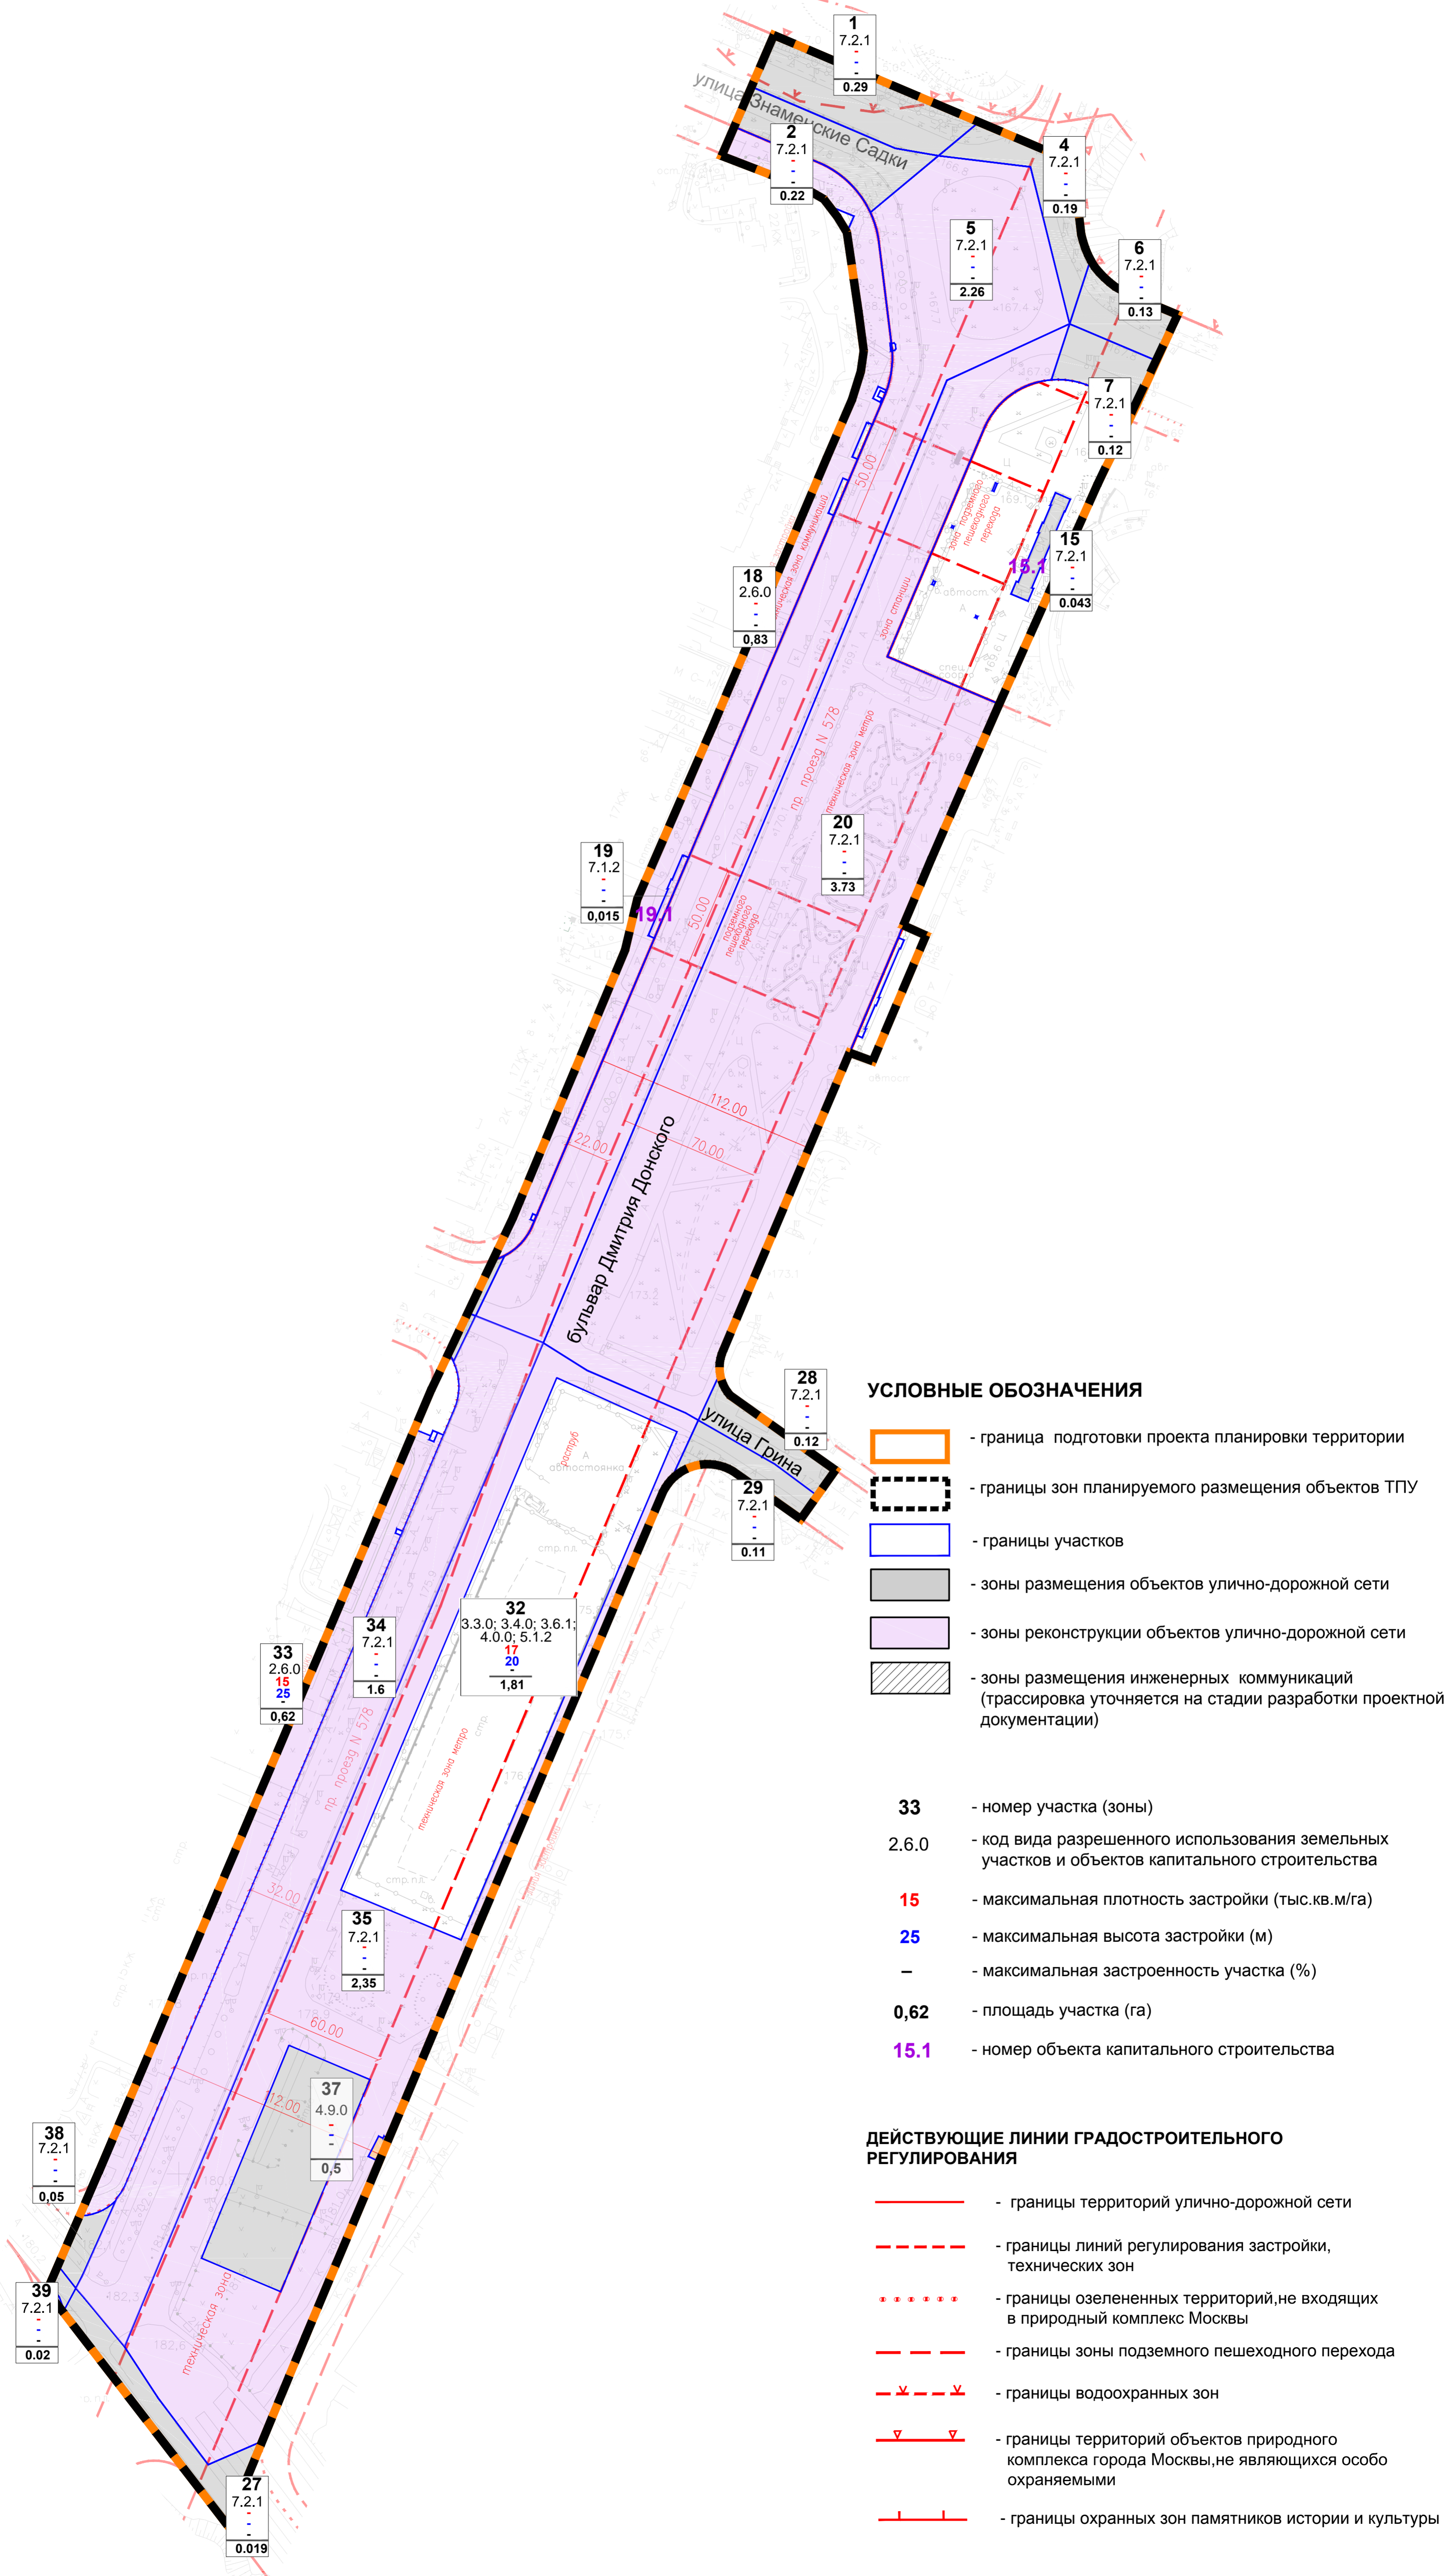 1
7.2.1
-
-
-
0.29
улица Знаменские Садки
2
7.2.1
-
-
-
0.22
4
7.2.1
-
-
-
0.19
5
7.2.1
-
-
-
2.26
6
7.2.1
-
-
-
0.13
7
7.2.1
-
-
-
0.12
50.00
зона подземного
пешеходного
перехода
15.1
15
7.2.1
-
-
-
0.043
18
2.6.0
-
-
-
0,83
зона коммуникаций
зона станции
автост.
спец.
соор.
пр. проезд N 578
техническая зона метро
20
7.2.1
-
-
-
3.73
19
7.1.2
-
-
-
0,015
19.1
50.00
подземного
пешеходного
перехода
автост
112.00
22.00
70.00
бульвар Дмитрия Донского
28
7.2.1
-
-
-
0.12
улица Грина
29
7.2.1
-
-
-
0.11
раструб
автостоянка
стр. пл.
32
3.3.0; 3.4.0; 3.6.1;
4.0.0; 5.1.2
17
20
-
1,81
34
7.2.1
-
-
-
1.6
33
2.6.0
15
25
-
0,62
пр. проезд N 578
техническая зона метро
стр. пл.
32.00
35
7.2.1
-
-
-
2,35
60.00
112.00
37
4.9.0
-
-
-
0,5
38
7.2.1
-
-
-
0,05
39
7.2.1
-
-
-
0.02
техническая зона
27
7.2.1
-
-
-
0.019
УСЛОВНЫЕ ОБОЗНАЧЕНИЯ
- граница подготовки проекта планировки территории
- границы зон планируемого размещения объектов ТПУ
- границы участков
- зоны размещения объектов улично-дорожной сети
- зоны реконструкции объектов улично-дорожной сети
- зоны размещения инженерных коммуникаций
(трассировка уточняется на стадии разработки проектной
документации)
33 - номер участка (зоны)
2.6.0 - код вида разрешенного использования земельных
участков и объектов капитального строительства
15 - максимальная плотность застройки (тыс.кв.м/га)
25 - максимальная высота застройки (м)
– - максимальная застроенность участка (%)
0,62 - площадь участка (га)
15.1 - номер объекта капитального строительства
ДЕЙСТВУЮЩИЕ ЛИНИИ ГРАДОСТРОИТЕЛЬНОГО
РЕГУЛИРОВАНИЯ
- границы территорий улично-дорожной сети
- границы линий регулирования застройки,
технических зон
- границы озелененных территорий,не входящих
в природный комплекс Москвы
- границы зоны подземного пешеходного перехода
- границы водоохранных зон
- границы территорий объектов природного
комплекса города Москвы,не являющихся особо
охраняемыми
- границы охранных зон памятников истории и культуры